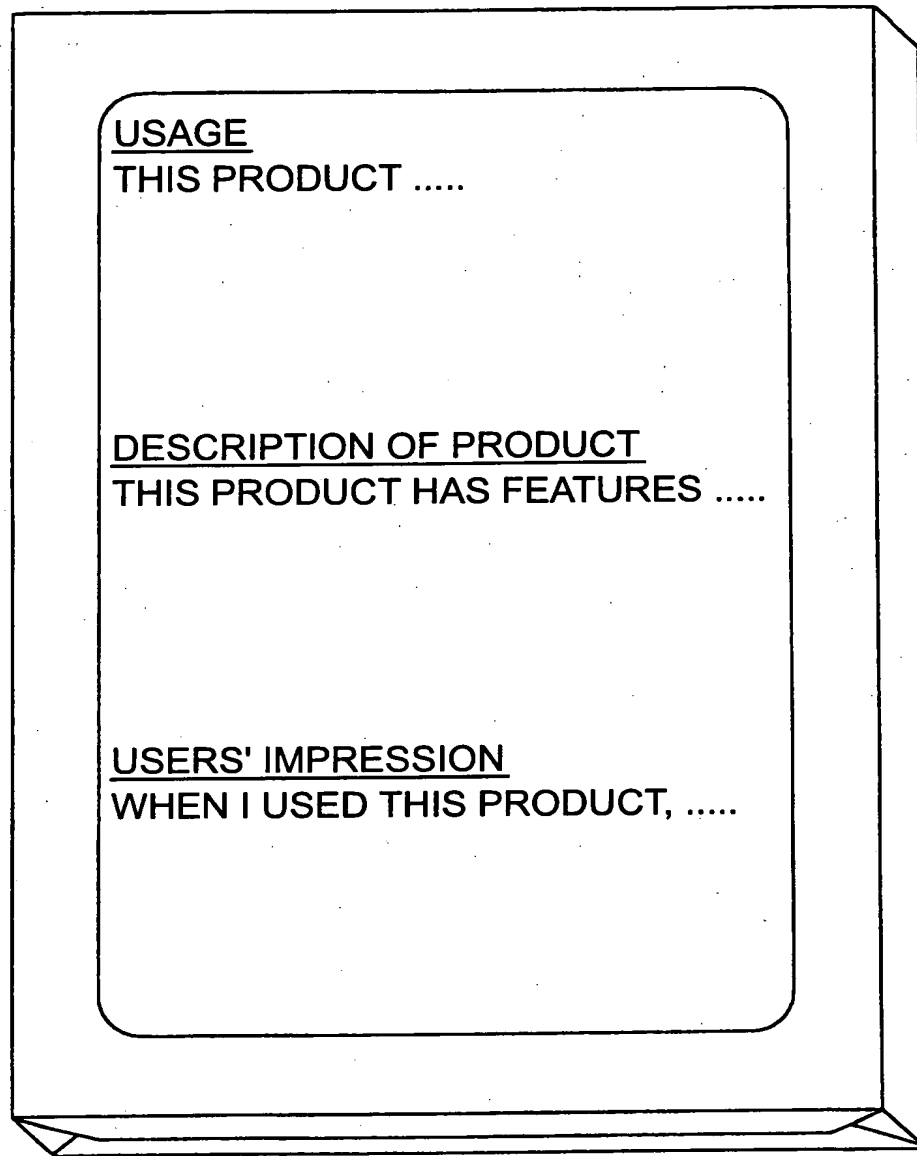 USAGE
THIS PRODUCT .....
DESCRIPTION OF PRODUCT
THIS PRODUCT HAS FEATURES .....
USERS' IMPRESSION
WHEN I USED THIS PRODUCT, .....